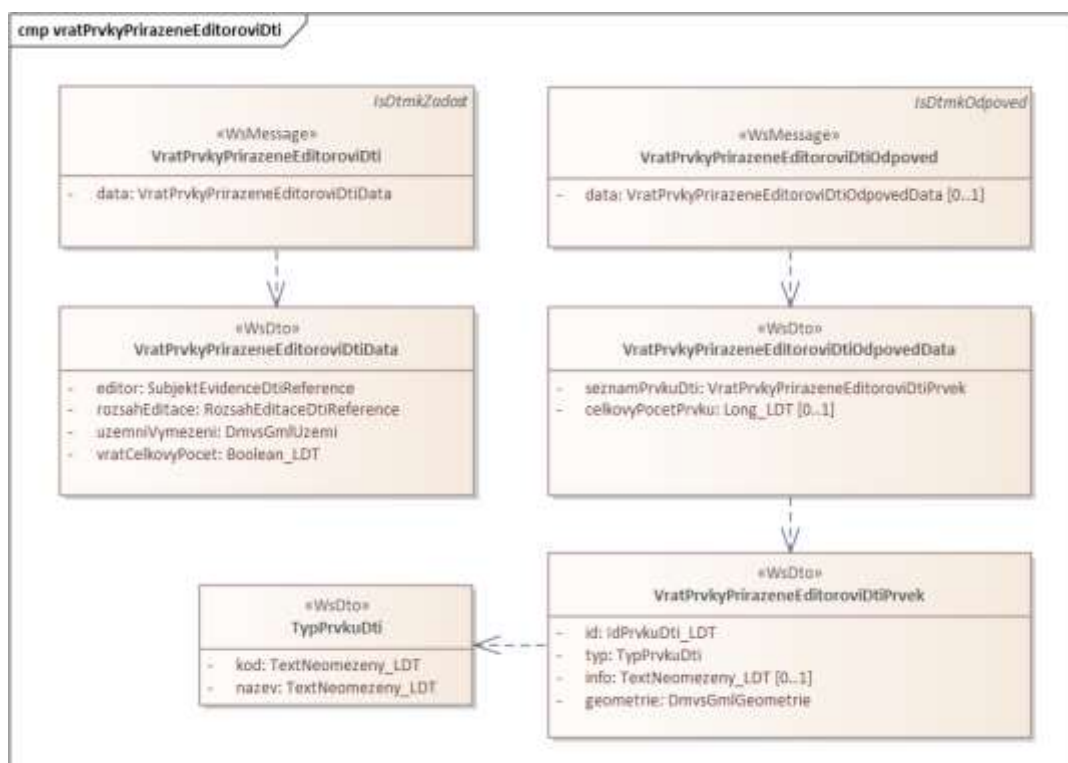 cmp vratPrvkyPrirazeneEditoroviDti
IsDtmkZadost
«WsMessage»
VratPrvkyPrirazeneEditoroviDti
- data: VratPrvkyPrirazeneEditoroviDtiData
IsDtmkOdpoved
«WsMessage»
VratPrvkyPrirazeneEditoroviDtiOdpoved
- data: VratPrvkyPrirazeneEditoroviDtiOdpovedData [0..1]
«WsDto»
VratPrvkyPrirazeneEditoroviDtiData
- editor: SubjektEvidenceDtiReference
- rozsahEditace: RozsahEditaceDtiReference
- uzemniVymezeni: DmvsGmlUzemi
- vratCelkovyPocet: Boolean_LDT
«WsDto»
VratPrvkyPrirazeneEditoroviDtiOdpovedData
- seznamPrvkuDti: VratPrvkyPrirazeneEditoroviDtiPrvek
- celkovyPocetPrvku: Long_LDT [0..1]
«WsDto»
TypPrvkuDti
- kod: TextNeomezeny_LDT
- nazev: TextNeomezeny_LDT
«WsDto»
VratPrvkyPrirazeneEditoroviDtiPrvek
- id: IdPrvkuDti_LDT
- typ: TypPrvkuDti
- info: TextNeomezeny_LDT [0..1]
- geometrie: DmvsGmlGeometrie